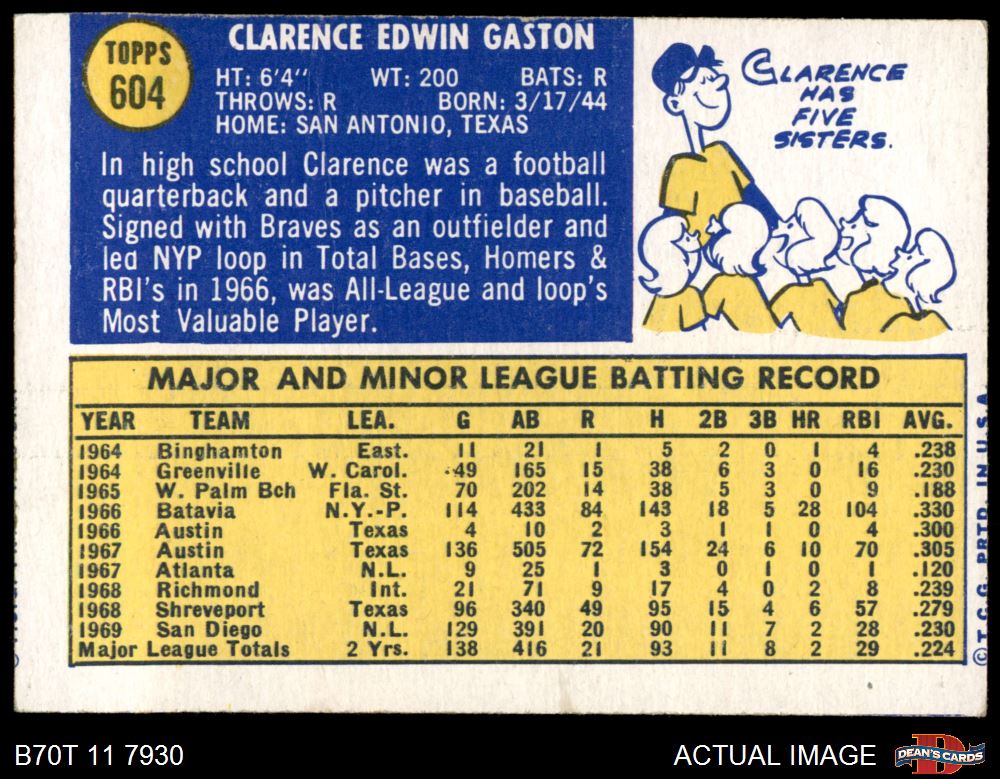 TOPPS
604
CLARENCE EDWIN GASTON
HT: 6'4" WT: 200 BATS: R
THROWS: R BORN: 3/17/44
HOME: SAN ANTONIO, TEXAS
In high school Clarence was a football
quarterback and a pitcher in baseball.
Signed with Braves as an outfielder and
led NYP loop in Total Bases, Homers &
RBI's in 1966, was All-League and loop's
Most Valuable Player.
CLARENCE
HAS
FIVE
SISTERS.
MAJOR AND MINOR LEAGUE BATTING RECORD
YEAR TEAM LEA. G AB R H 2B 3B HR RBI AVG.
1964 Binghamton East. 11 21 1 5 2 0 1 4 .238
1964 Greenville W. Carol. 49 165 15 38 6 3 0 16 .230
1965 W. Palm Bch Fla. St. 70 202 14 38 5 3 0 9 .188
1966 Batavia N.Y.-P. 114 433 84 143 18 5 28 104 .330
1966 Austin Texas 4 10 2 3 1 1 0 4 .300
1967 Austin Texas 136 505 72 154 24 6 10 70 .305
1967 Atlanta N.L. 9 25 1 3 0 1 0 1 .120
1968 Richmond Int. 21 71 9 17 4 0 2 8 .239
1968 Shreveport Texas 96 340 49 95 15 4 6 57 .279
1969 San Diego N.L. 129 391 20 90 11 7 2 28 .230
Major League Totals 2 Yrs. 138 416 21 93 11 8 2 29 .224
© T.C.G. PRTD. IN U.S.A.
B70T 11 7930
ACTUAL IMAGE
DEAN'S CARDS